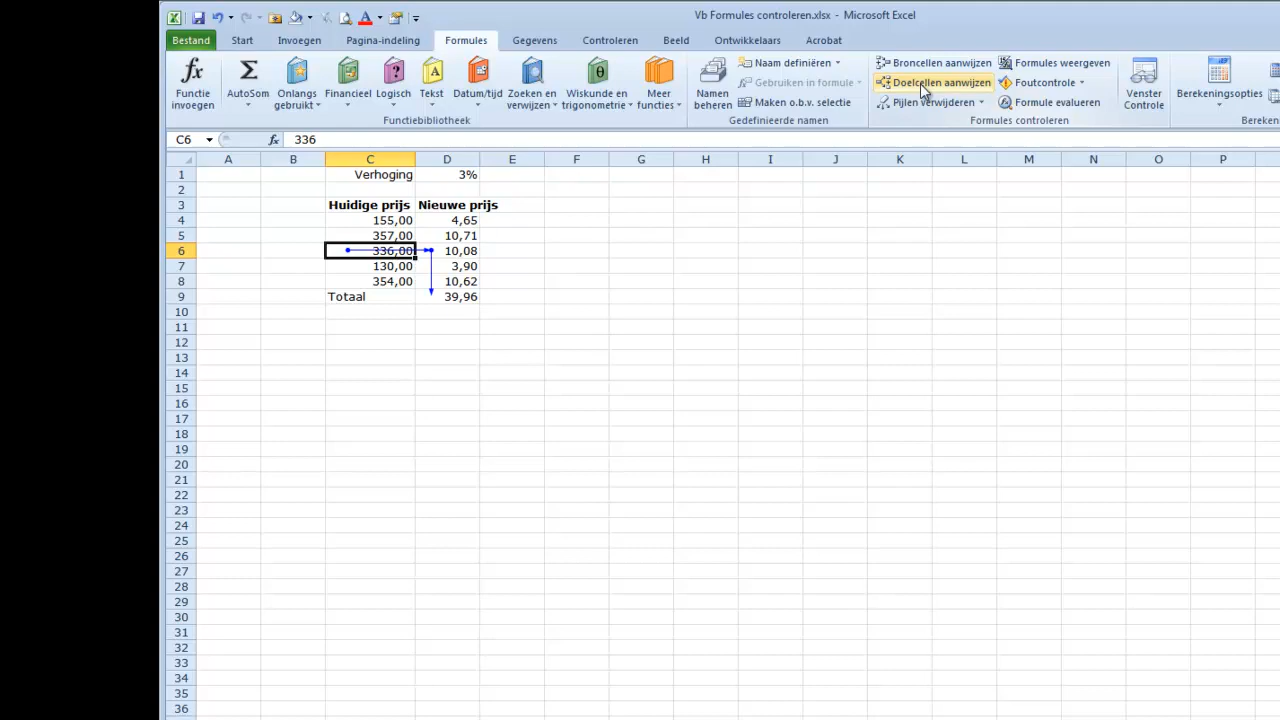 Vb Formules controleren.xlsx - Microsoft Excel
Bestand Start Invoegen Pagina-indeling Formules Gegevens Controleren Beeld Ontwikkelaars Acrobat
Functie invoegen
AutoSom
Onlangs gebruikt
Financieel
Logisch
Tekst
Datum/tijd
Zoeken en verwijzen
Wiskunde en trigonometrie
Meer functies
Functiebibliotheek
Namen beheren
Naam definiëren
Gebruiken in formule
Maken o.b.v. selectie
Gedefinieerde namen
Broncellen aanwijzen
Doelcellen aanwijzen
Pijlen verwijderen
Formules weergeven
Foutcontrole
Formule evalueren
Formules controleren
Venster Controle
Berekeningsopties
Bereken
C6 fx 336
A B C D E F G H I J K L M N O P
1 Verhoging 3%
2
3 Huidige prijs Nieuwe prijs
4 155,00 4,65
5 357,00 10,71
6 336,00 10,08
7 130,00 3,90
8 354,00 10,62
9 Totaal 39,96
10
11
12
13
14
15
16
17
18
19
20
21
22
23
24
25
26
27
28
29
30
31
32
33
34
35
36